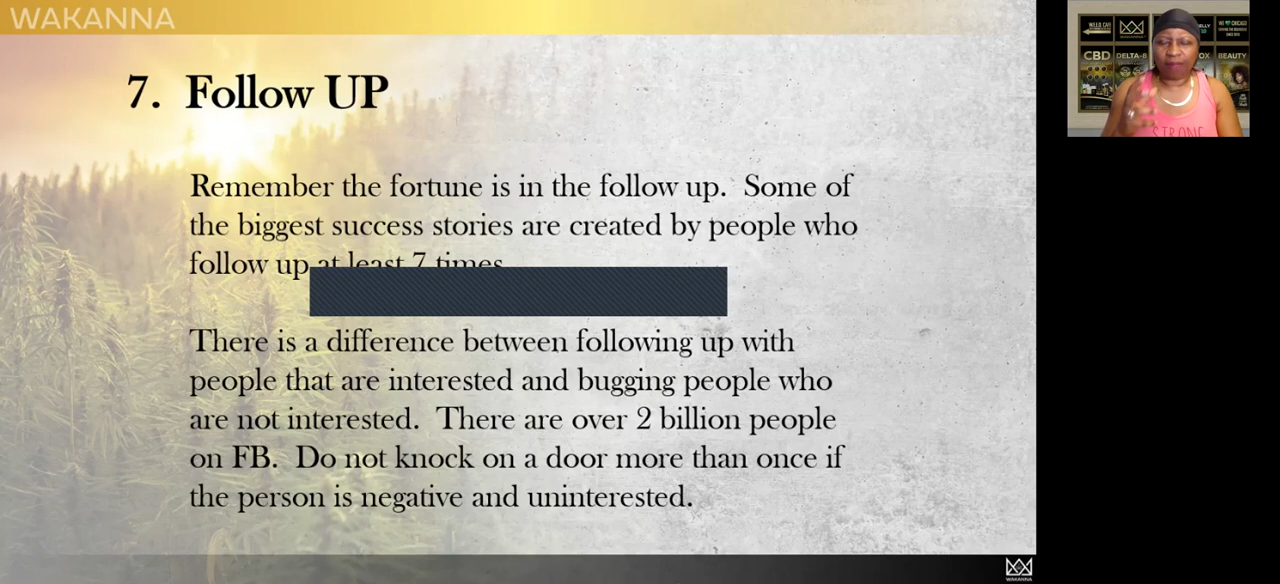 WAKANNA
7. Follow UP
Remember the fortune is in the follow up. Some of
the biggest success stories are created by people who
follow up at least 7 times
There is a difference between following up with
people that are interested and bugging people who
are not interested. There are over 2 billion people
on FB. Do not knock on a door more than once if
the person is negative and uninterested.
WAKANNA
CBD
DELTA-8
BEAUTY
STRONG